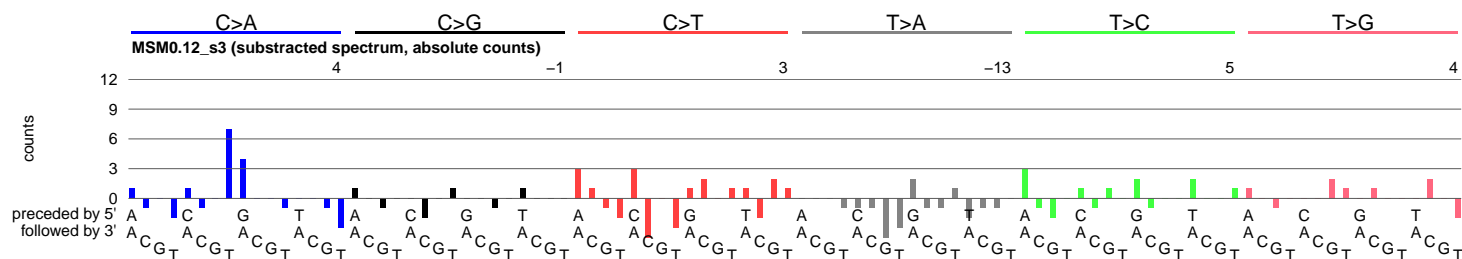 C>A C>G C>T T>A T>C T>G
MSM0.12_s3 (substracted spectrum, absolute counts)
4 −1 3 −13 5 4
12
9
6
3
0
counts
preceded by 5' A C G T A C G T A C G T A C G T A C G T A C G T
followed by 3' A C G T A C G T A C G T A C G T A C G T A C G T A C G T A C G T A C G T A C G T A C G T A C G T A C G T A C G T A C G T A C G T A C G T A C G T A C G T A C G T A C G T A C G T A C G T A C G T